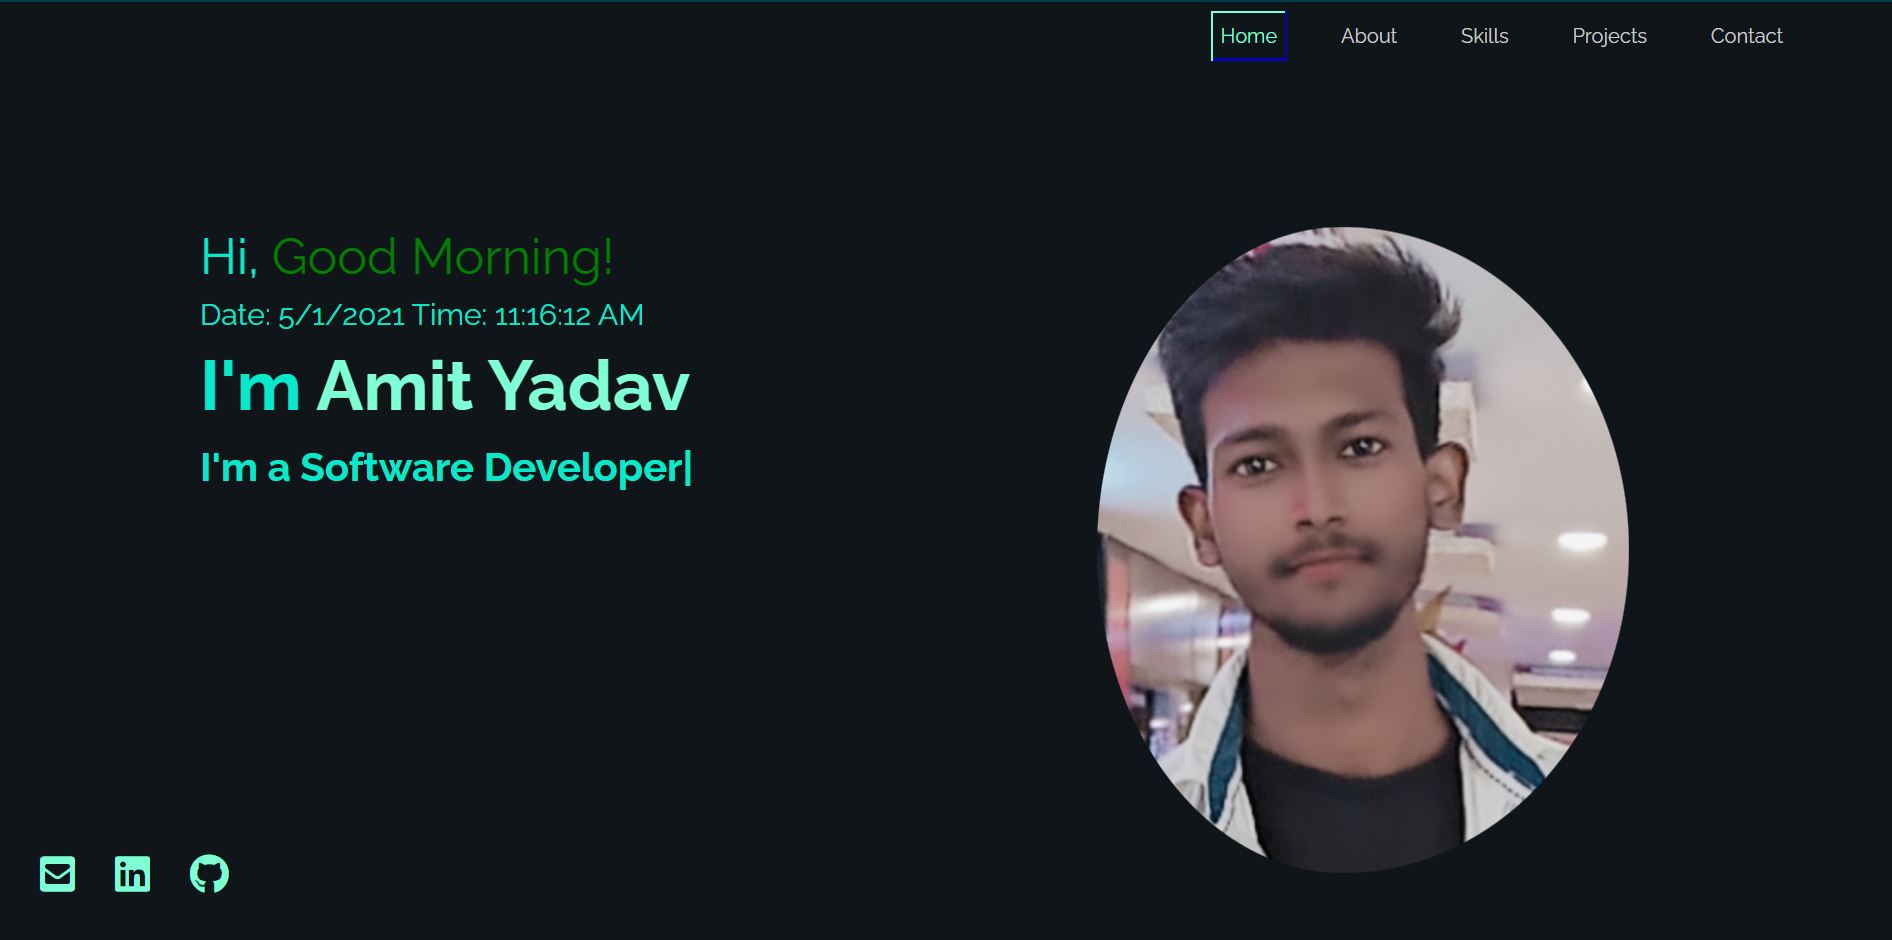 Home About Skills Projects Contact
Hi, Good Morning!
Date: 5/1/2021 Time: 11:16:12 AM
I'm Amit Yadav
I'm a Software Developer|
in